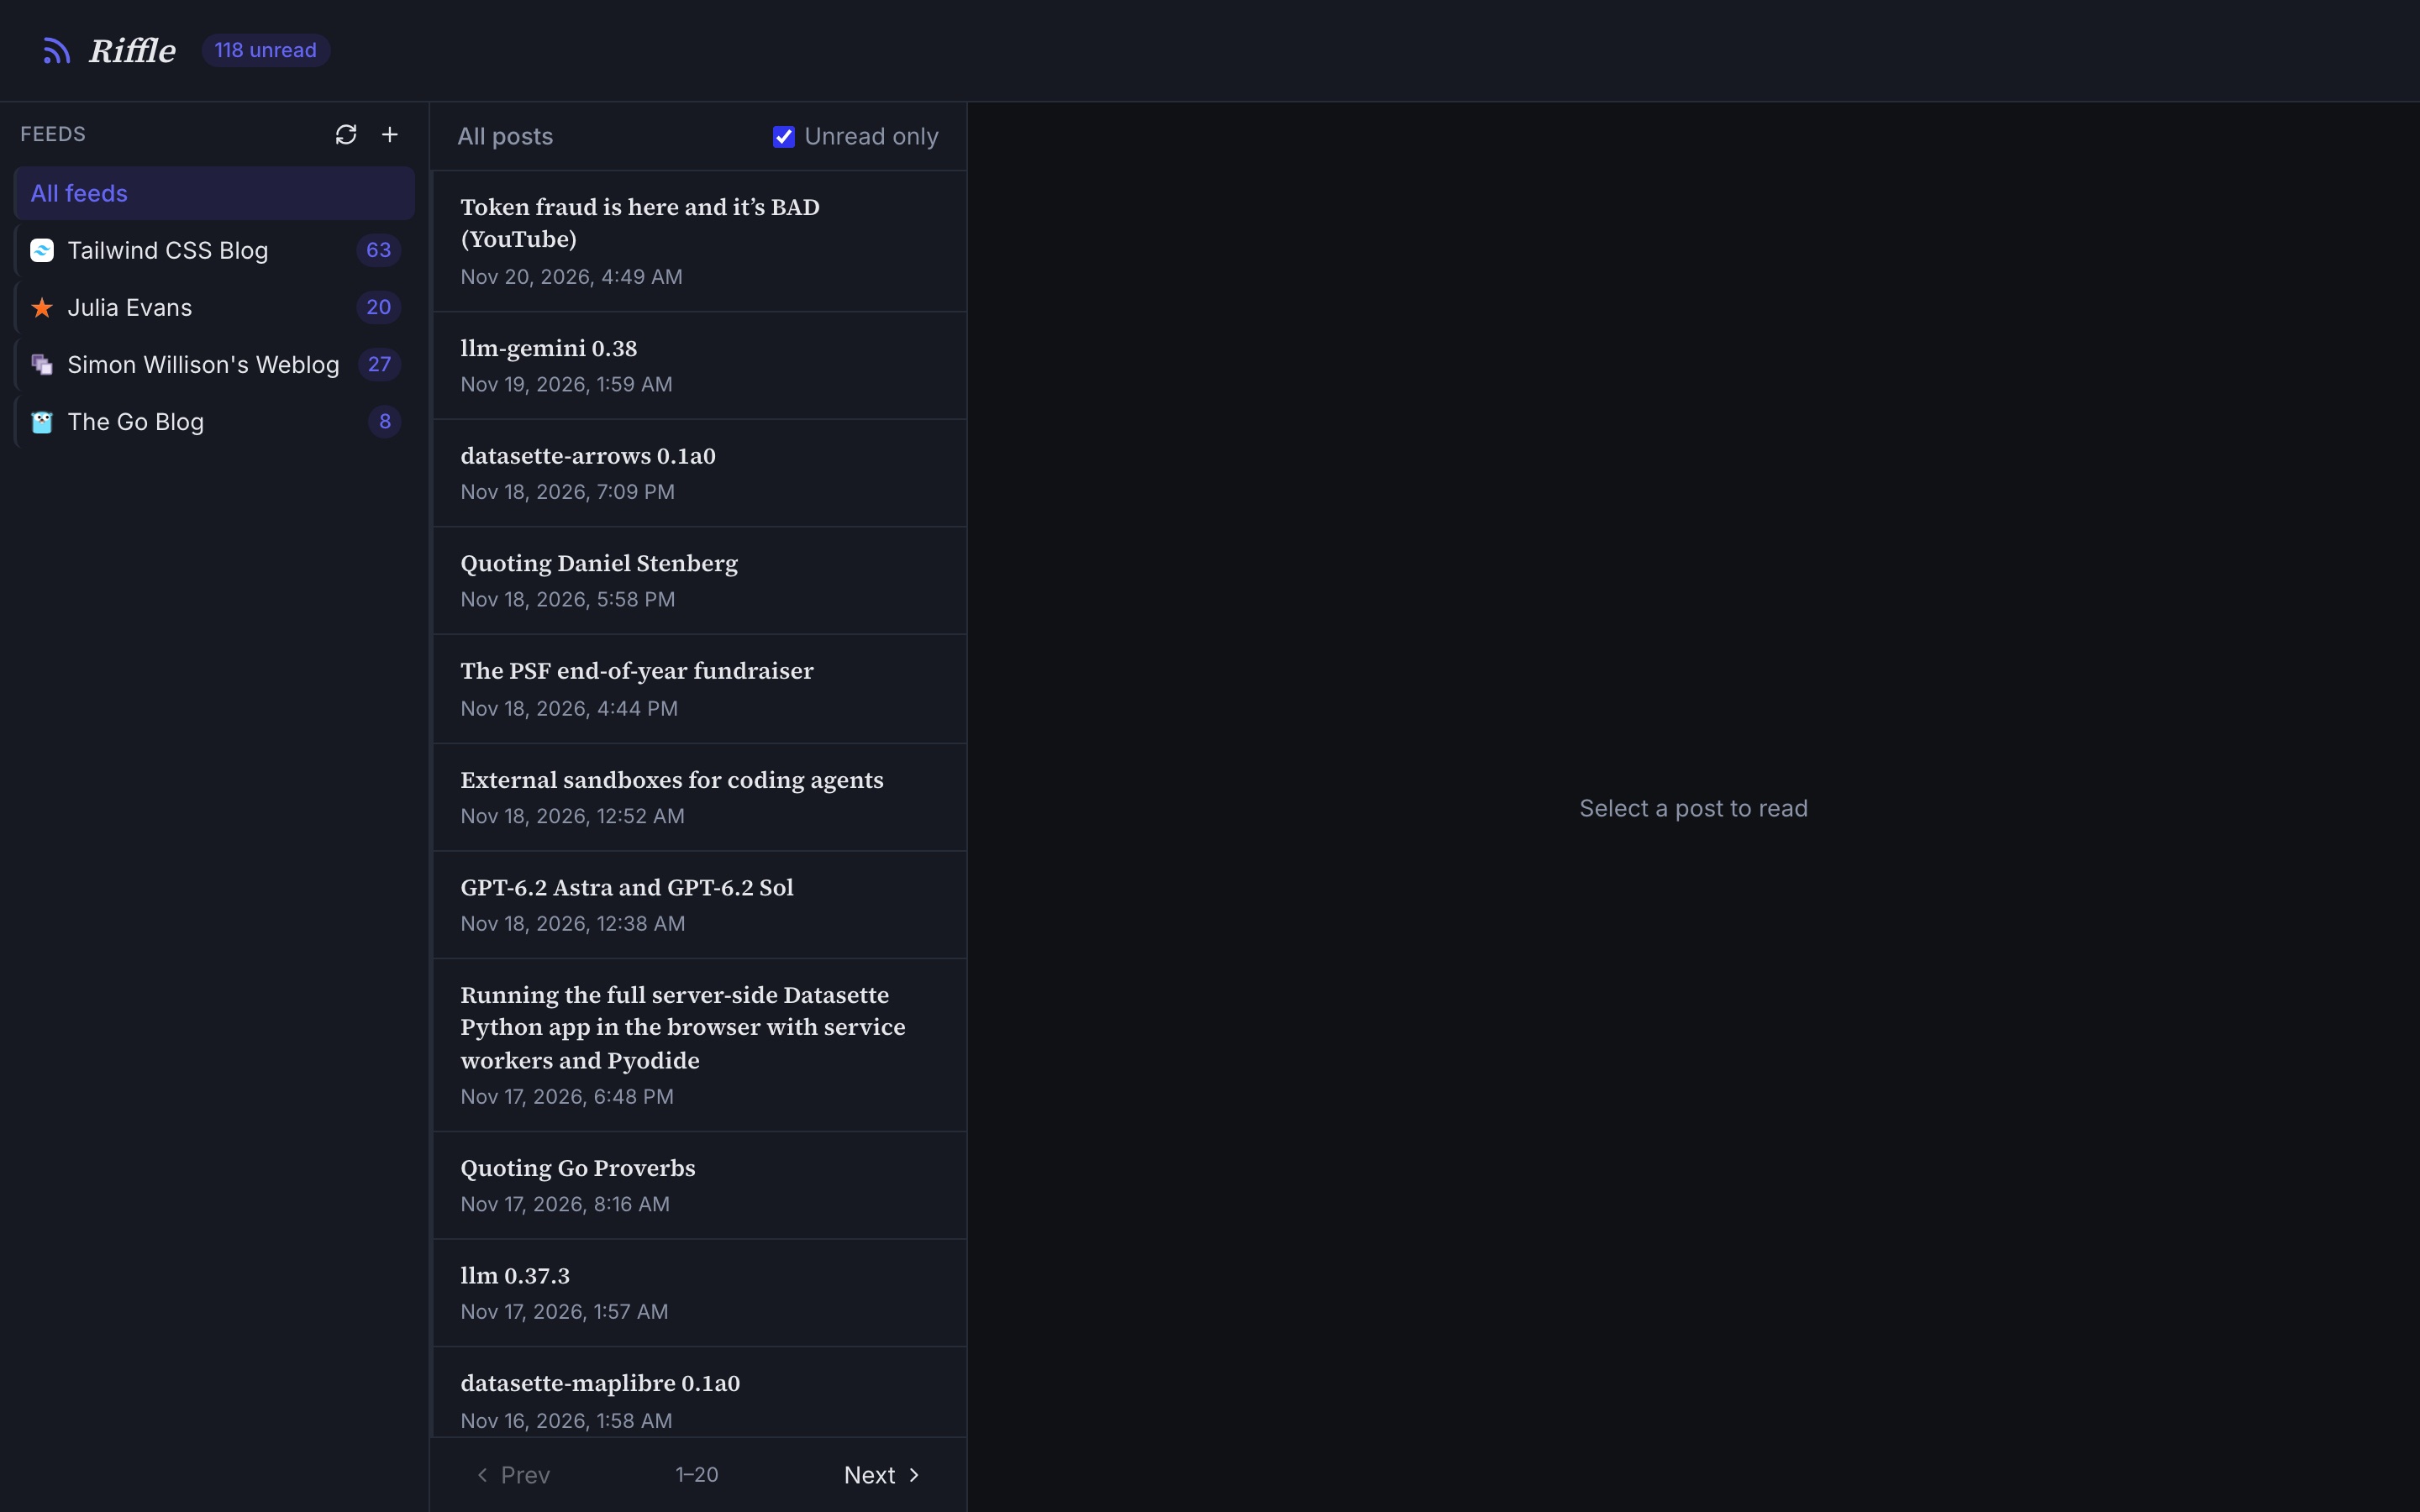 Riffle
118 unread
FEEDS
All feeds
Tailwind CSS Blog
63
Julia Evans
20
Simon Willison's Weblog
27
The Go Blog
8
All posts
Unread only
Token fraud is here and it’s BAD
(YouTube)
Nov 20, 2026, 4:49 AM
llm-gemini 0.38
Nov 19, 2026, 1:59 AM
datasette-arrows 0.1a0
Nov 18, 2026, 7:09 PM
Quoting Daniel Stenberg
Nov 18, 2026, 5:58 PM
The PSF end-of-year fundraiser
Nov 18, 2026, 4:44 PM
External sandboxes for coding agents
Nov 18, 2026, 12:52 AM
GPT-6.2 Astra and GPT-6.2 Sol
Nov 18, 2026, 12:38 AM
Running the full server-side Datasette
Python app in the browser with service
workers and Pyodide
Nov 17, 2026, 6:48 PM
Quoting Go Proverbs
Nov 17, 2026, 8:16 AM
llm 0.37.3
Nov 17, 2026, 1:57 AM
datasette-maplibre 0.1a0
Nov 16, 2026, 1:58 AM
Prev
1–20
Next
Select a post to read